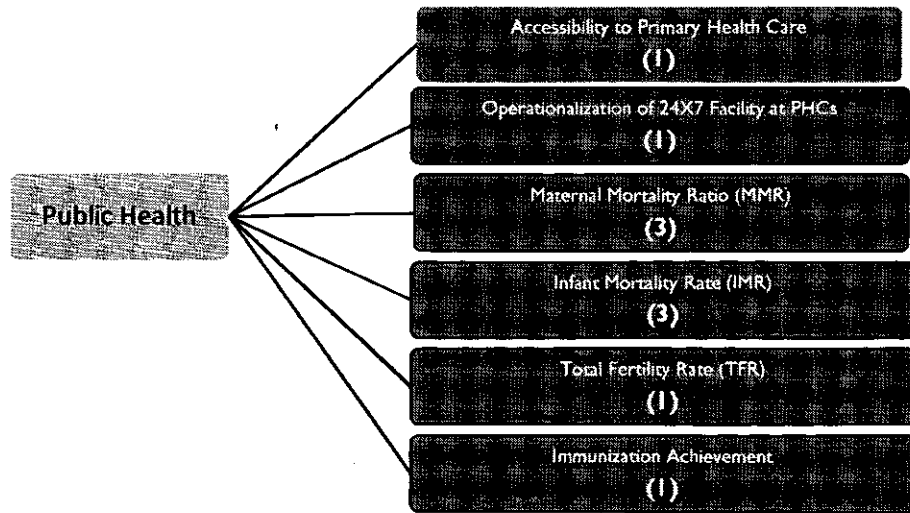 Accessibility to Primary Health Care
(1)
Operationalization of 24X7 Facility at PHCs
(1)
Public Health
Maternal Mortality Ratio (MMR)
(3)
Infant Mortality Rate (IMR)
(3)
Total Fertility Rate (TFR)
(1)
Immunization Achievement
(1)